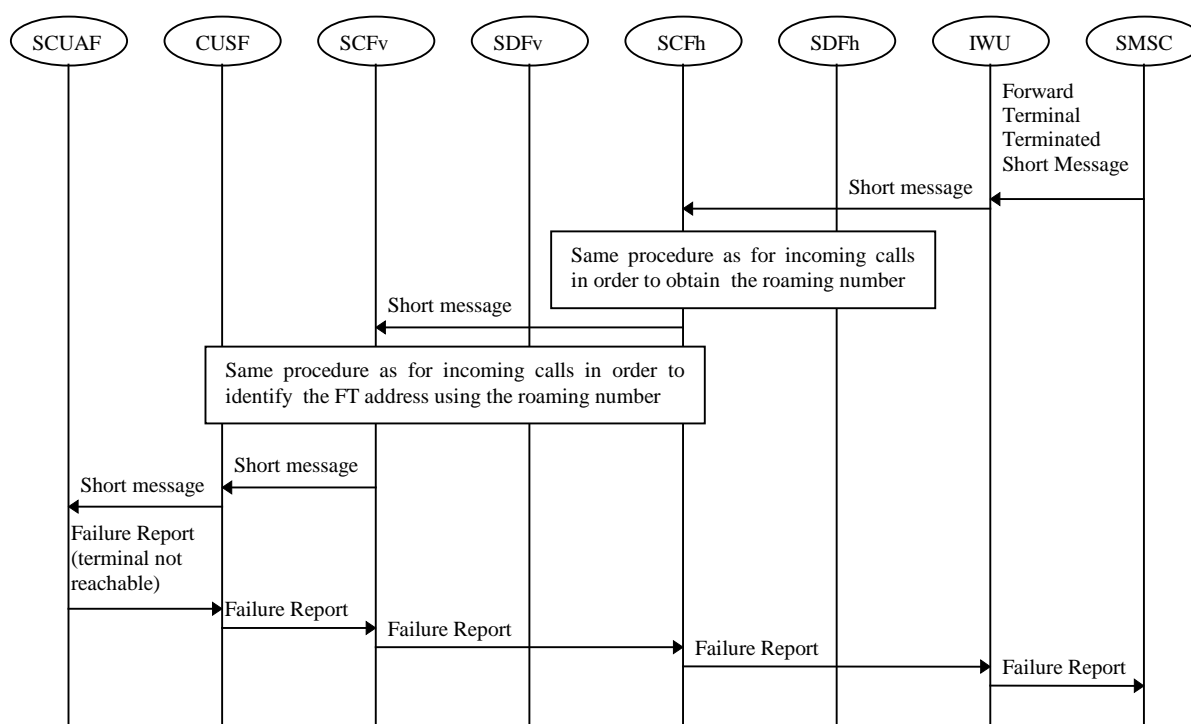 SCUAF CUSF SCFv SDFv SCFh SDFh IWU SMSC
Forward
Terminal
Terminated
Short Message
Short message
Same procedure as for incoming calls
in order to obtain the roaming number
Short message
Same procedure as for incoming calls in order to
identify the FT address using the roaming number
Short message
Short message
Failure Report
(terminal not
reachable)
Failure Report
Failure Report
Failure Report
Failure Report